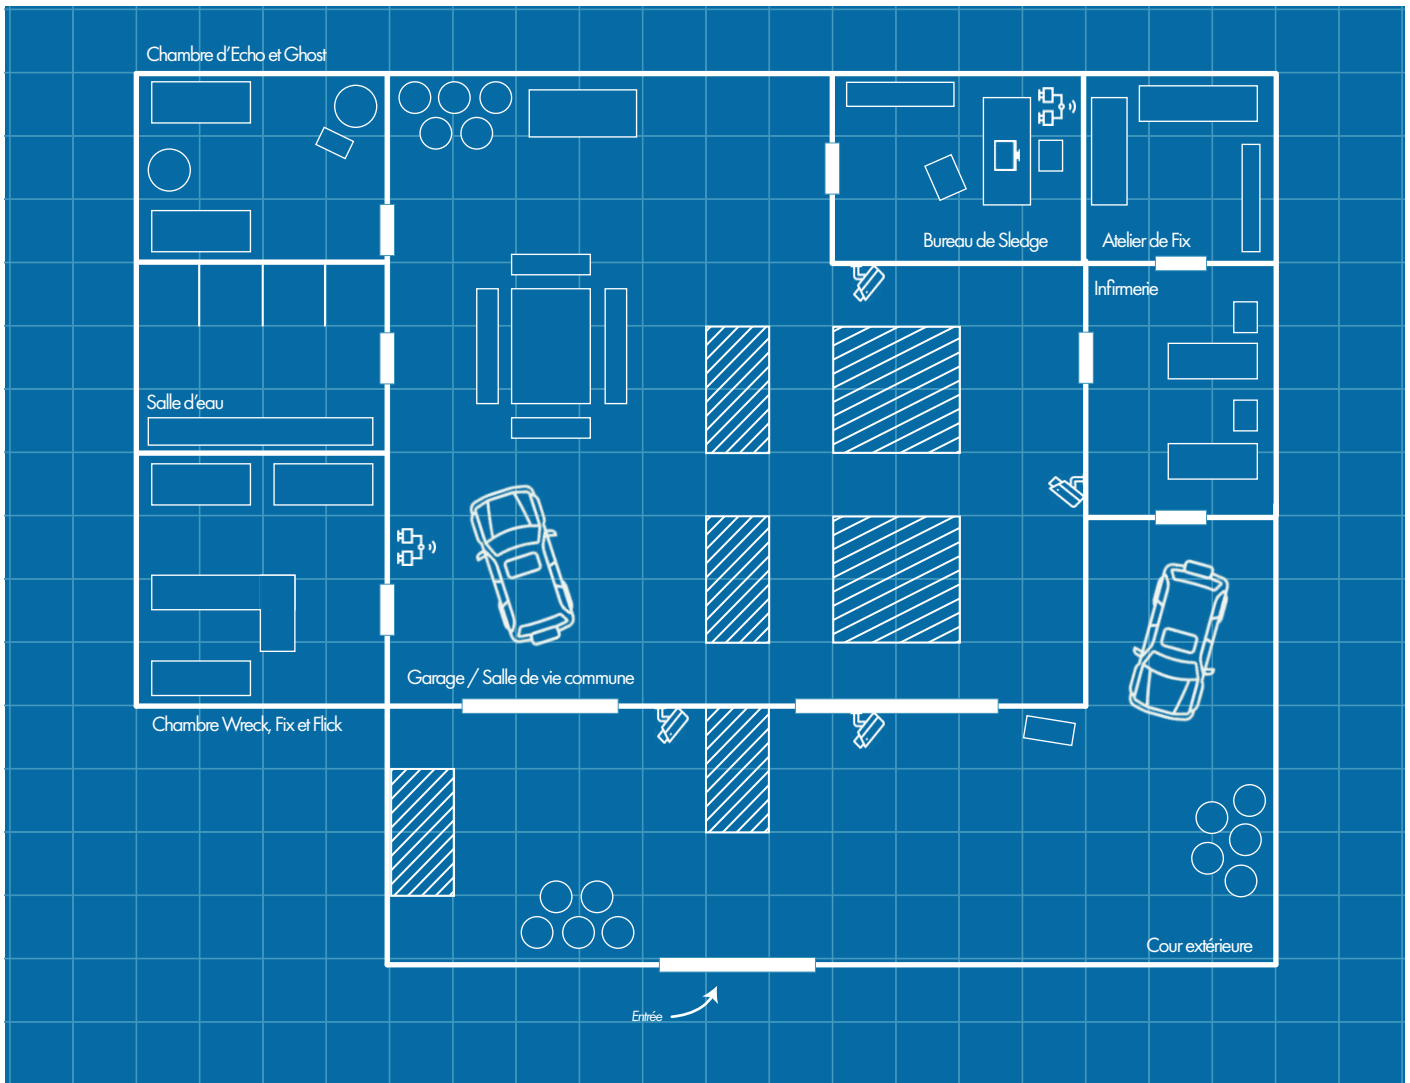 Chambre d'Echo et Ghost
Bureau de Sledge
Atelier de Fix
Infirmerie
Salle d'eau
Garage / Salle de vie commune
Chambre Wreck, Fix et Flick
Cour extérieure
Entrée